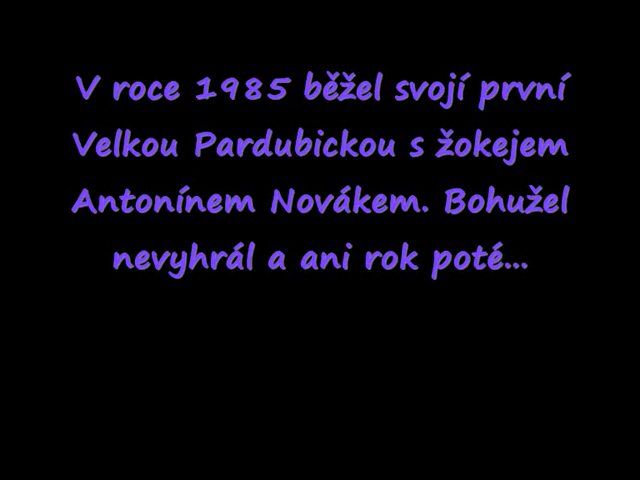 V roce 1985 běžel svojí první
Velkou Pardubickou s žokejem
Antonínem Novákem. Bohužel
nevyhrál a ani rok poté...